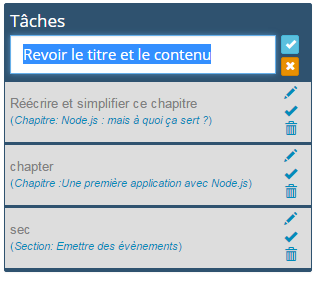 Tâches
Revoir le titre et le contenu
Réécrire et simplifier ce chapitre
(Chapitre: Node.js : mais à quoi ça sert ?)
chapter
(Chapitre :Une première application avec Node.js)
sec
(Section: Emettre des évènements)